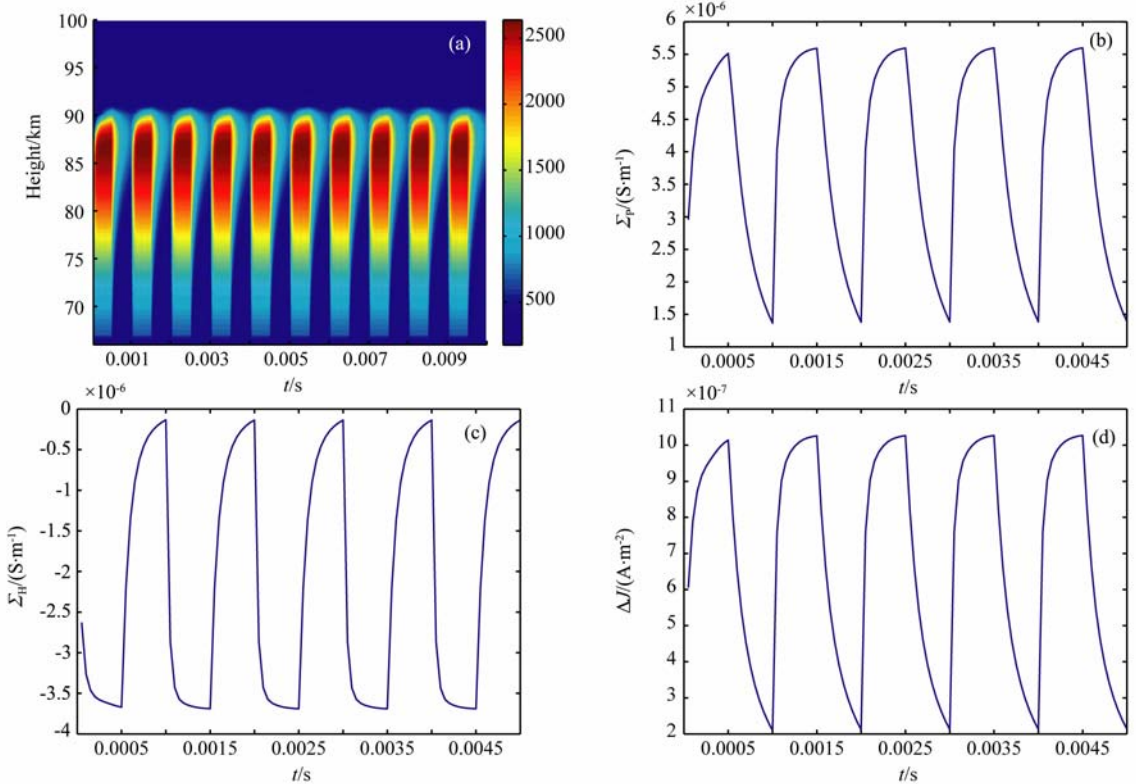 100
95
90
85
80
75
70
Height/km
(a)
0.001 0.003 0.005 0.007 0.009
t/s
2500
2000
1500
1000
500
×10⁻⁶
6
5.5
5
4.5
4
3.5
3
2.5
2
1.5
1
Σ_P/(S·m⁻¹)
(b)
0.0005 0.0015 0.0025 0.0035 0.0045
t/s
×10⁻⁶
0
-0.5
-1
-1.5
-2
-2.5
-3
-3.5
-4
Σ_H/(S·m⁻¹)
(c)
0.0005 0.0015 0.0025 0.0035 0.0045
t/s
×10⁻⁷
11
10
9
8
7
6
5
4
3
2
ΔJ/(A·m⁻²)
(d)
0.0005 0.0015 0.0025 0.0035 0.0045
t/s